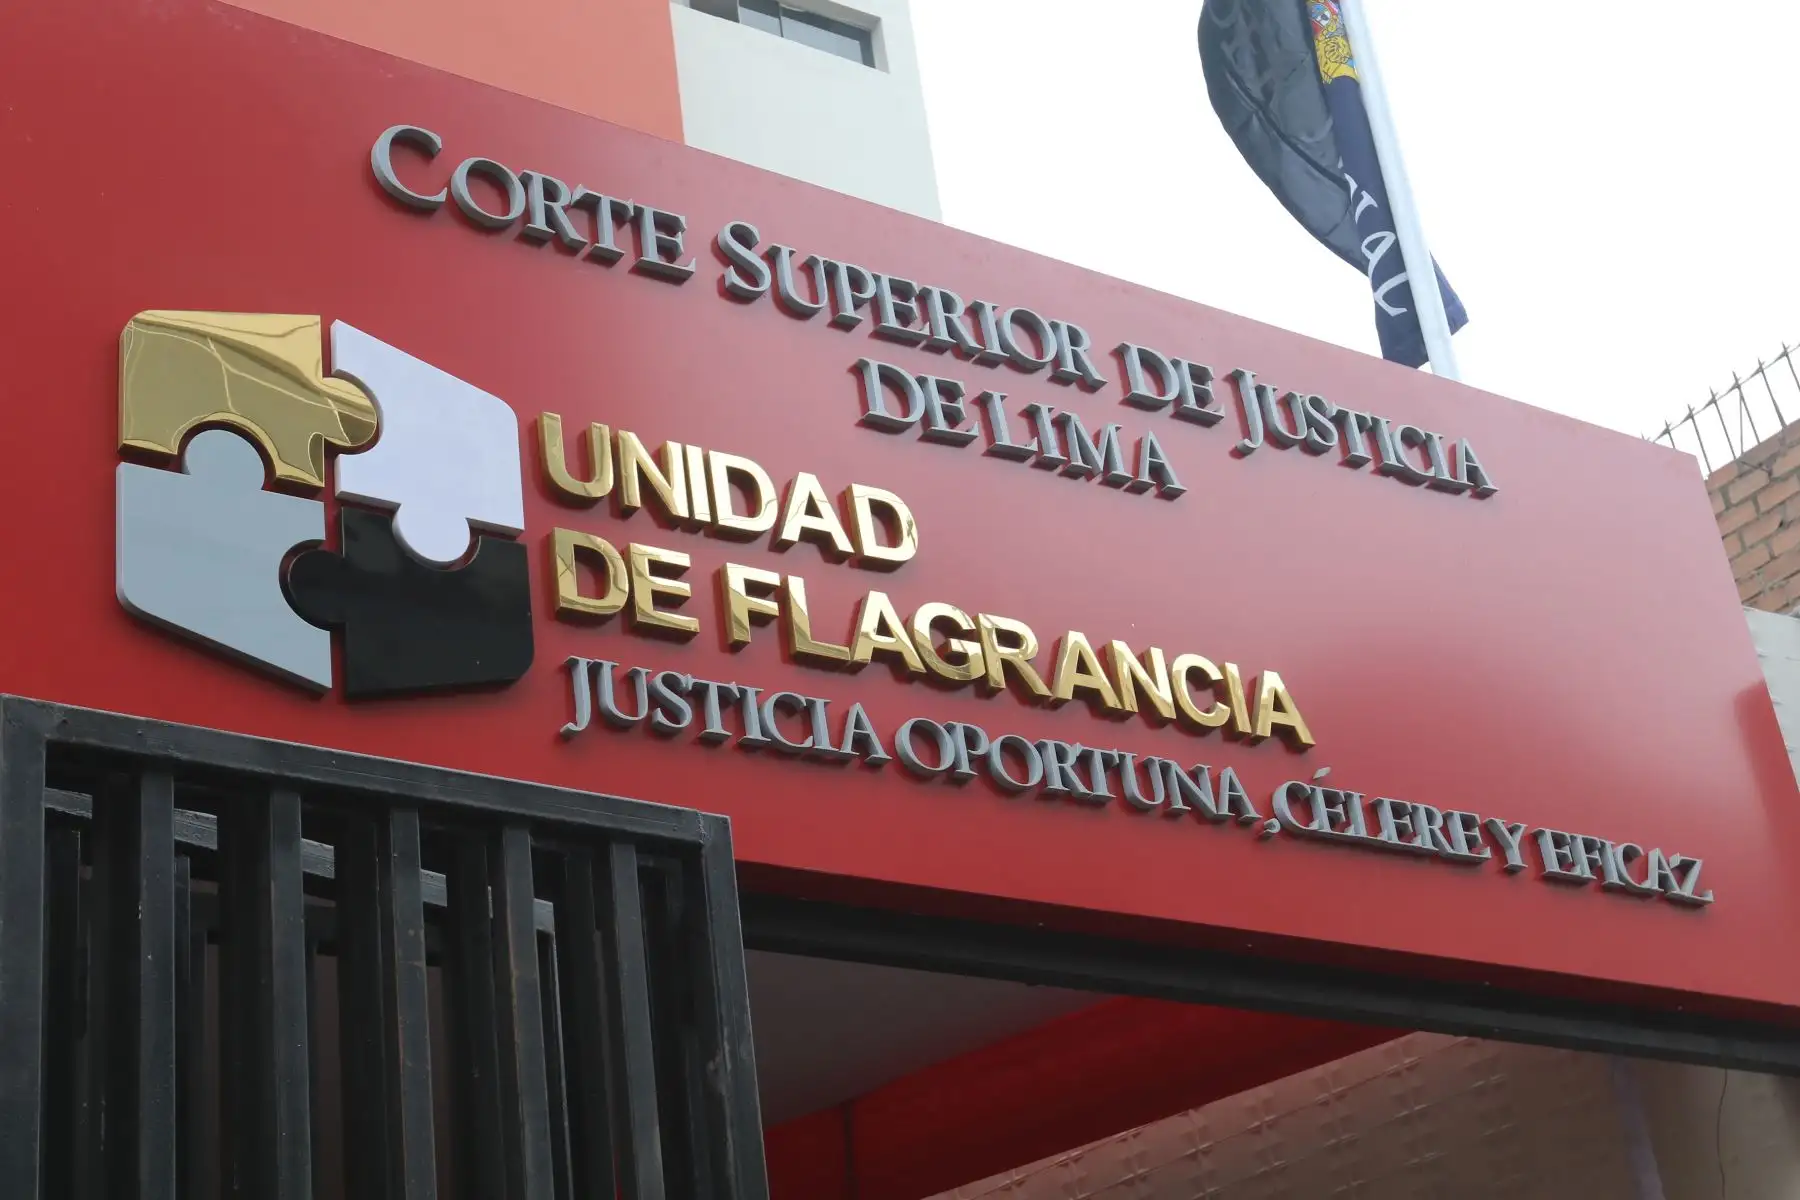 CORTE SUPERIOR DE JUSTICIA
DE LIMA
UNIDAD
DE FLAGRANCIA
JUSTICIA OPORTUNA, CÉLERE Y EFICAZ